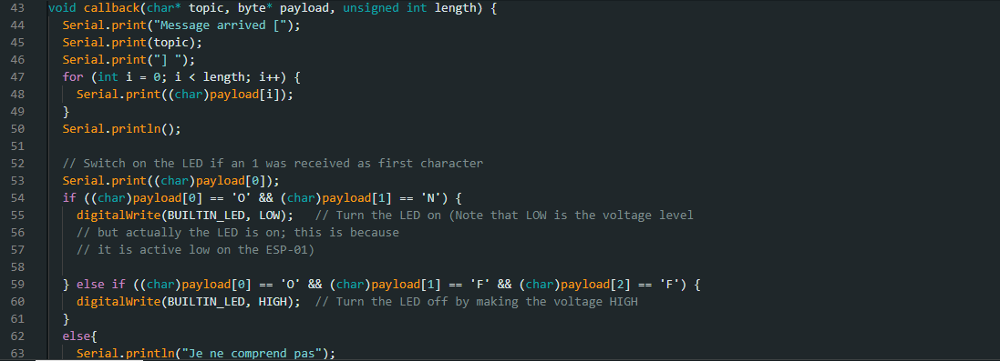 43 void callback(char* topic, byte* payload, unsigned int length) {
44 Serial.print("Message arrived [");
45 Serial.print(topic);
46 Serial.print("] ");
47 for (int i = 0; i < length; i++) {
48 Serial.print((char)payload[i]);
49 }
50 Serial.println();
51
52 // Switch on the LED if an 1 was received as first character
53 Serial.print((char)payload[0]);
54 if ((char)payload[0] == 'O' && (char)payload[1] == 'N') {
55 digitalWrite(BUILTIN_LED, LOW); // Turn the LED on (Note that LOW is the voltage level
56 // but actually the LED is on; this is because
57 // it is active low on the ESP-01)
58
59 } else if ((char)payload[0] == 'O' && (char)payload[1] == 'F' && (char)payload[2] == 'F') {
60 digitalWrite(BUILTIN_LED, HIGH); // Turn the LED off by making the voltage HIGH
61 }
62 else{
63 Serial.println("Je ne comprend pas");